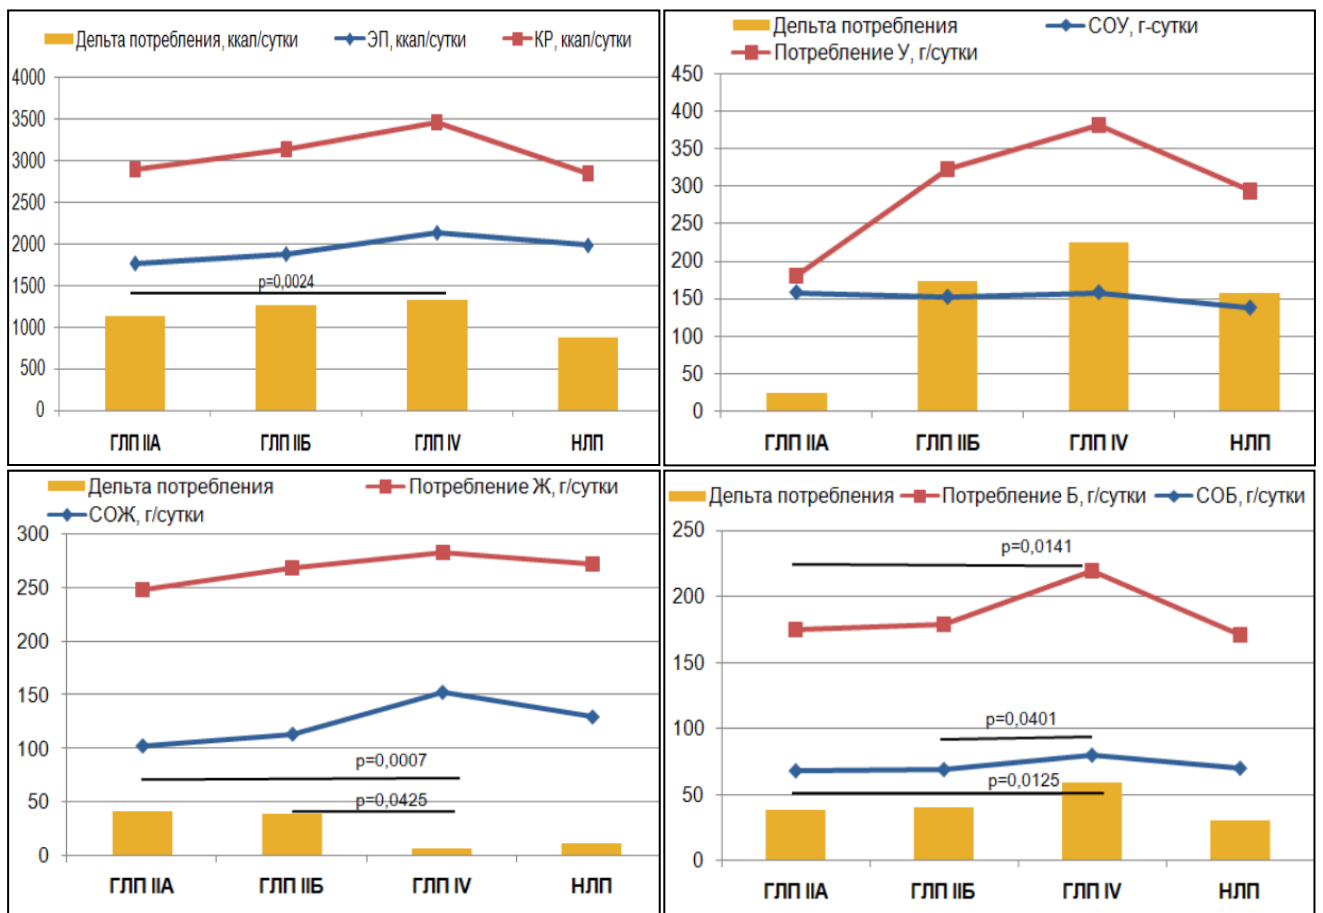 Дельта потребления, ккал/сутки ЭП, ккал/сутки КР, ккал/сутки
4000
3500
3000
2500
2000
1500
1000
500
0
p=0,0024
ГЛП IIА ГЛП IIБ ГЛП IV НЛП
Дельта потребления СОУ, г-сутки
Потребление У, г/сутки
450
400
350
300
250
200
150
100
50
0
ГЛП IIА ГЛП IIБ ГЛП IV НЛП
Дельта потребления Потребление Ж, г/сутки
СОЖ, г/сутки
300
250
200
150
100
50
0
p=0,0007
p=0,0425
ГЛП IIА ГЛП IIБ ГЛП IV НЛП
Дельта потребления Потребление Б, г/сутки СОБ, г/сутки
250
200
150
100
50
0
p=0,0141
p=0,0401
p=0,0125
ГЛП IIА ГЛП IIБ ГЛП IV НЛП